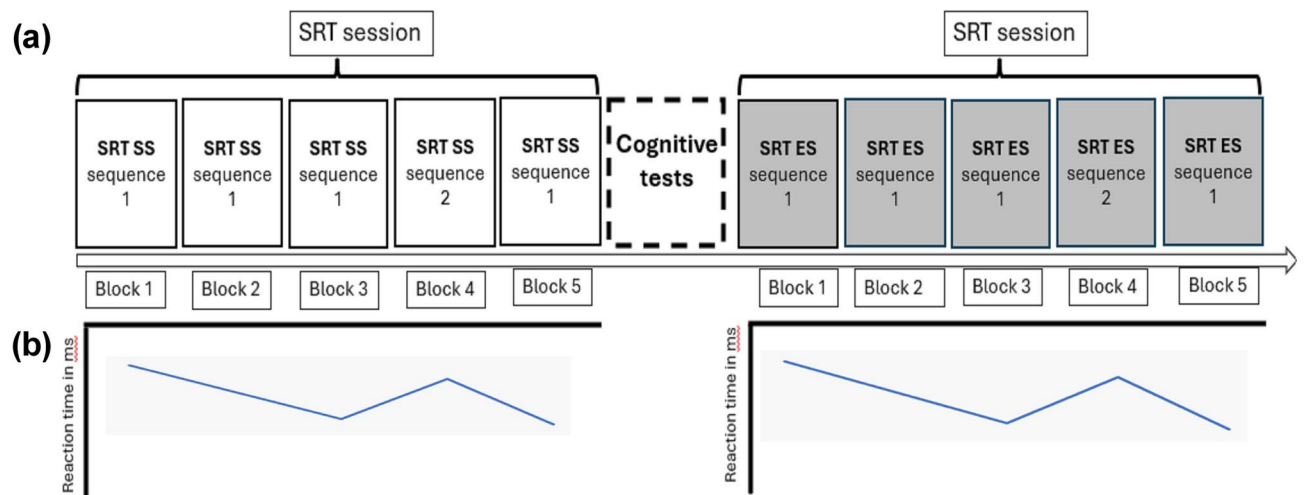 (a)
SRT session
SRT session
SRT SS
sequence
1
SRT SS
sequence
1
SRT SS
sequence
1
SRT SS
sequence
2
SRT SS
sequence
1
Cognitive
tests
SRT ES
sequence
1
SRT ES
sequence
1
SRT ES
sequence
1
SRT ES
sequence
2
SRT ES
sequence
1
Block 1
Block 2
Block 3
Block 4
Block 5
Block 1
Block 2
Block 3
Block 4
Block 5
(b)
Reaction time in ms
Reaction time in ms